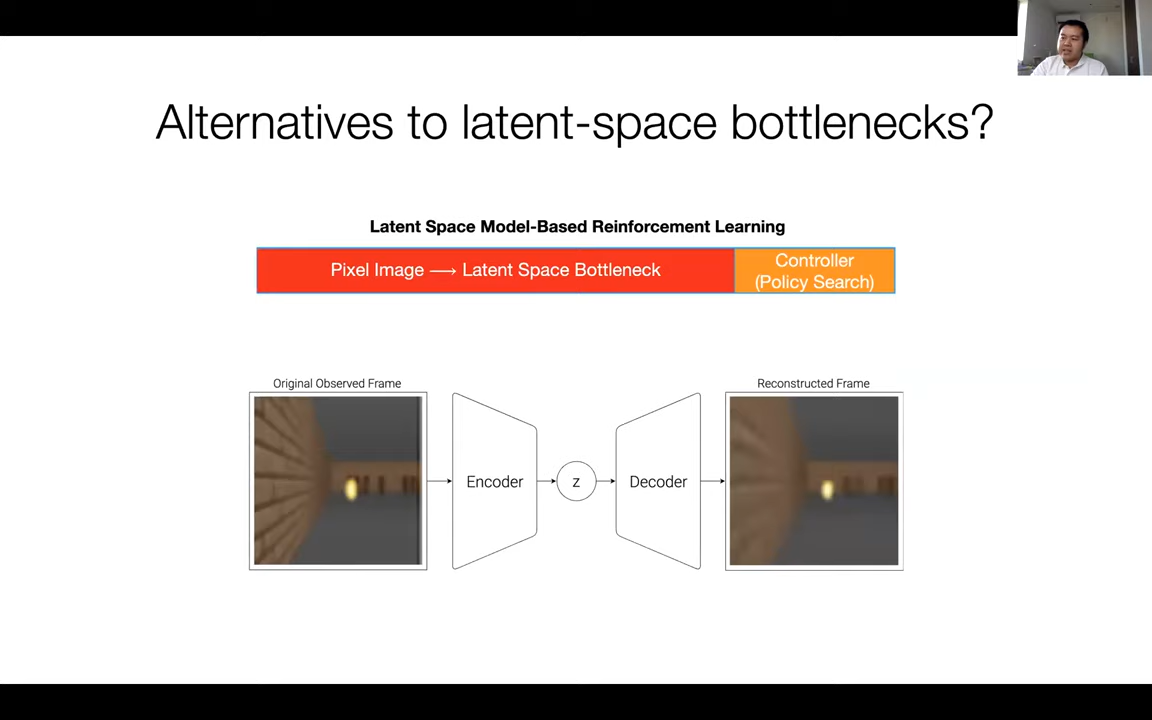 Alternatives to latent-space bottlenecks?
Latent Space Model-Based Reinforcement Learning
Pixel Image ⟶ Latent Space Bottleneck
Controller
(Policy Search)
Original Observed Frame
Reconstructed Frame
Encoder
z
Decoder